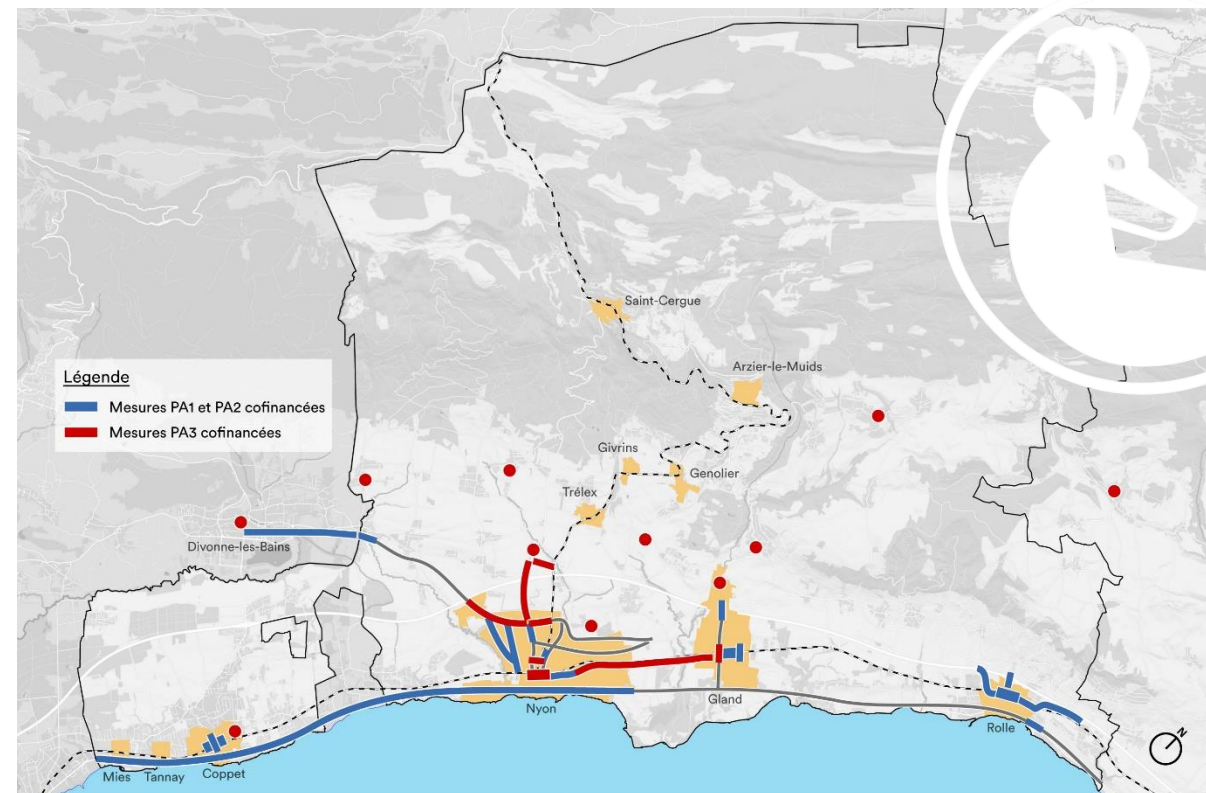 Saint-Cergue
Arzier-le-Muids
Légende
Mesures PA1 et PA2 cofinancées
Mesures PA3 cofinancées
Givrins
Genolier
Trélex
Divonne-les-Bains
Nyon
Gland
Rolle
Mies
Tannay
Coppet
N